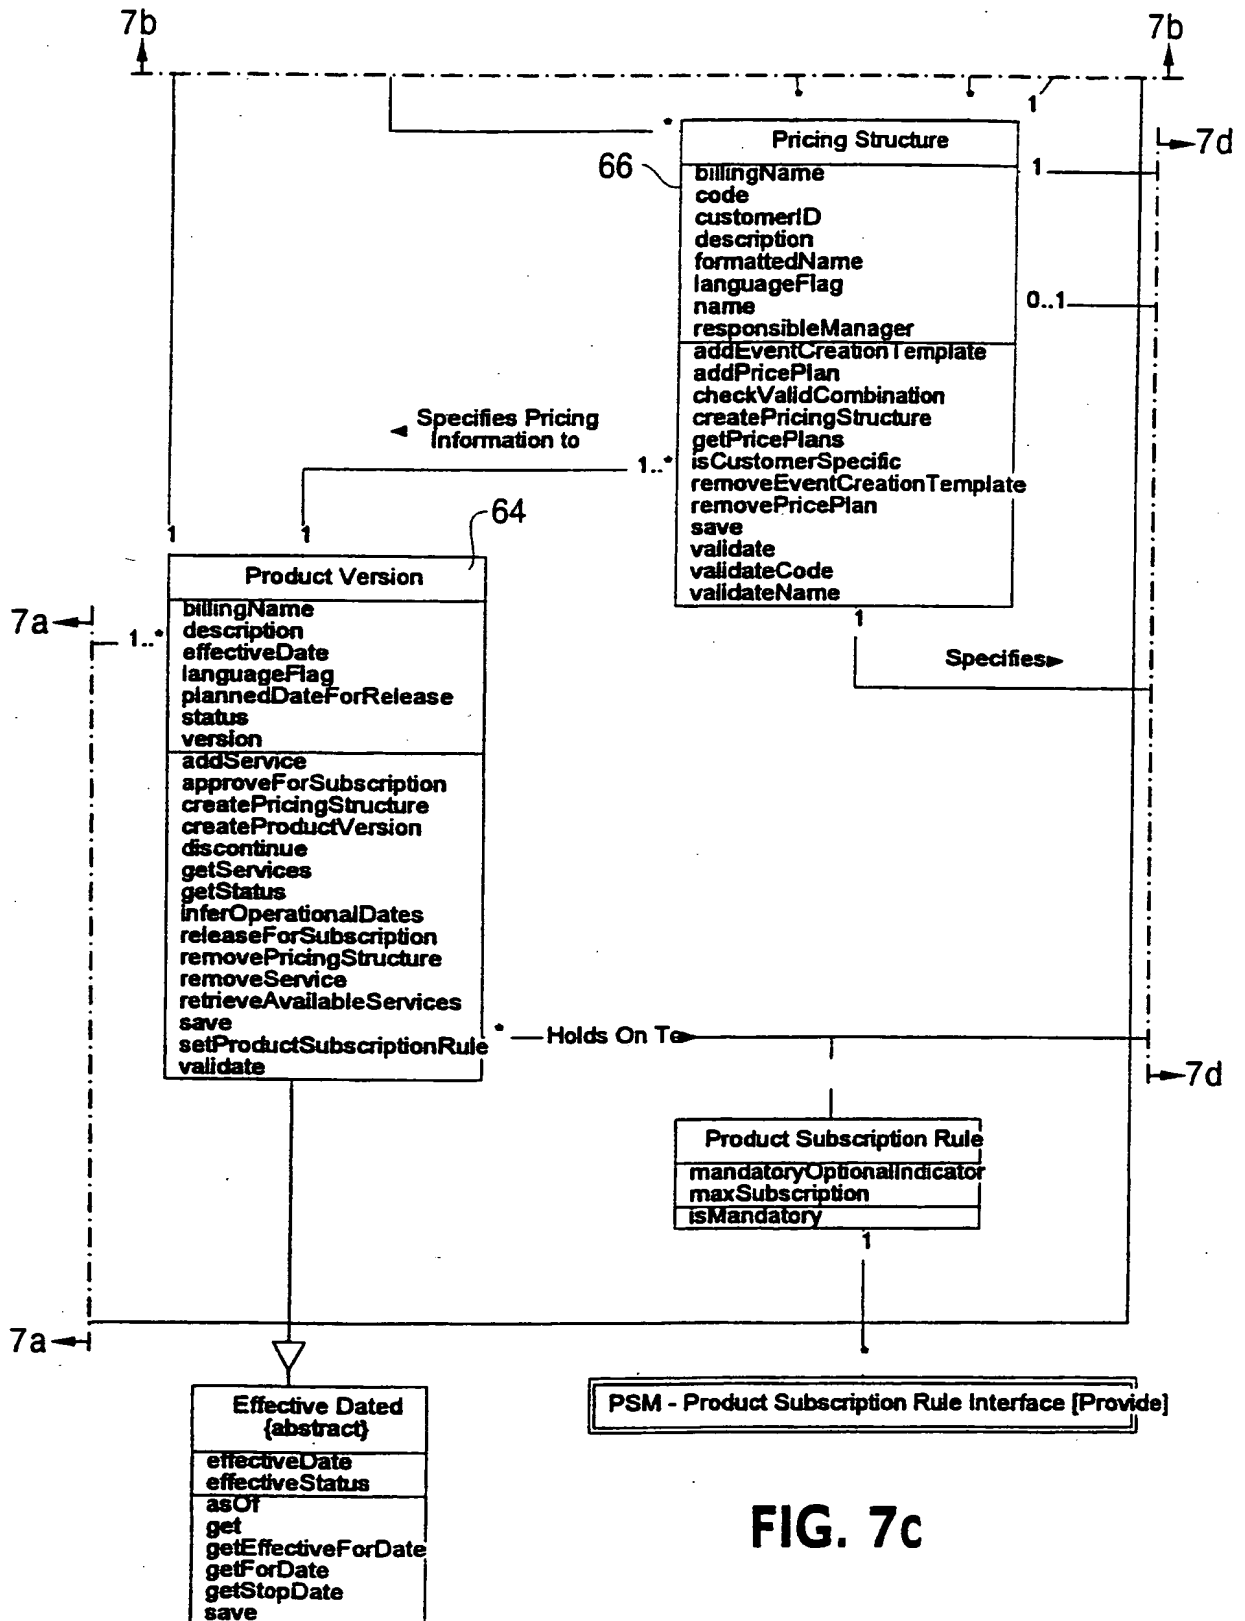 7b
7b
*
*
1
*
Pricing Structure
7d
66
billingName
1
code
customerID
description
formattedName
languageFlag
name
0..1
responsibleManager
addEventCreationTemplate
addPricePlan
checkValidCombination
createPricingStructure
getPricePlans
isCustomerSpecific
removeEventCreationTemplate
removePricePlan
save
validate
validateCode
validateName
◄ Specifies Pricing
Information to
1..*
64
1
1
1
Specifies►
Product Version
7a
1..*
billingName
description
effectiveDate
languageFlag
plannedDateForRelease
status
version
addService
approveForSubscription
createPricingStructure
createProductVersion
discontinue
getServices
getStatus
inferOperationalDates
releaseForSubscription
removePricingStructure
removeService
retrieveAvailableServices
save
setProductSubscriptionRule
validate
*
Holds On To►
7d
Product Subscription Rule
mandatoryOptionalIndicator
maxSubscription
isMandatory
1
*
7a
PSM - Product Subscription Rule Interface [Provide]
Effective Dated
{abstract}
effectiveDate
effectiveStatus
asOf
get
getEffectiveForDate
getForDate
getStopDate
save
FIG. 7c